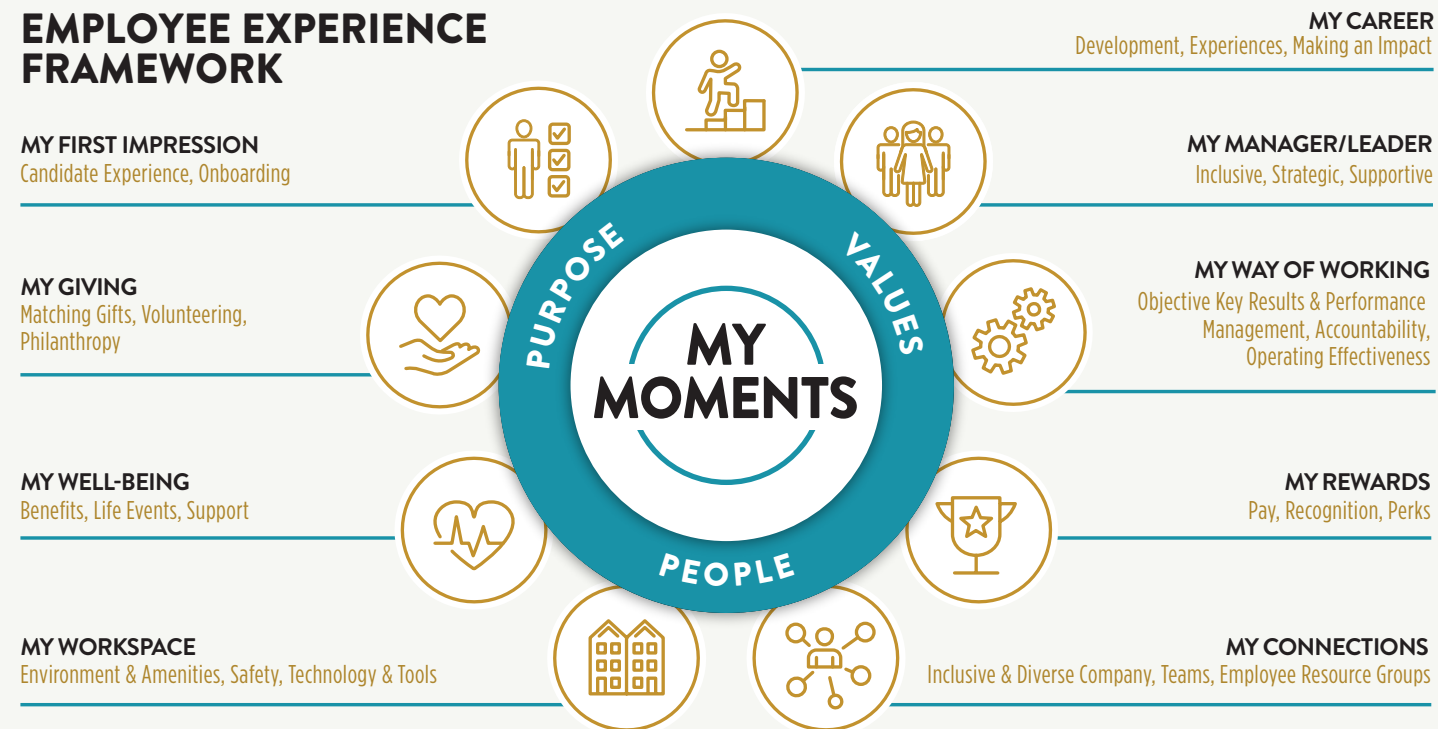 EMPLOYEE EXPERIENCE
FRAMEWORK
MY CAREER
Development, Experiences, Making an Impact
MY FIRST IMPRESSION
Candidate Experience, Onboarding
MY MANAGER/LEADER
Inclusive, Strategic, Supportive
MY GIVING
Matching Gifts, Volunteering,
Philanthropy
MY WAY OF WORKING
Objective Key Results & Performance
Management, Accountability,
Operating Effectiveness
PURPOSE
VALUES
MY
MOMENTS
PEOPLE
MY WELL-BEING
Benefits, Life Events, Support
MY REWARDS
Pay, Recognition, Perks
MY WORKSPACE
Environment & Amenities, Safety, Technology & Tools
MY CONNECTIONS
Inclusive & Diverse Company, Teams, Employee Resource Groups